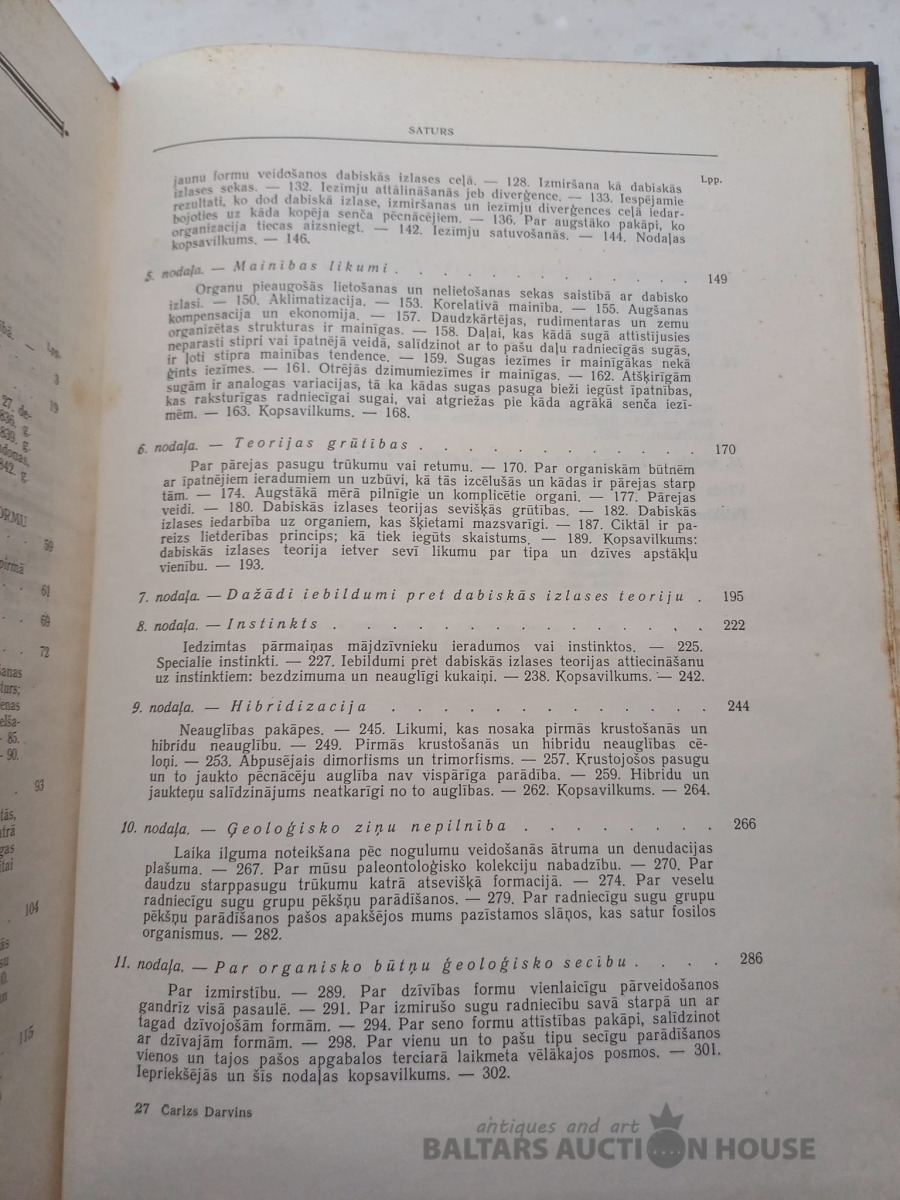 SATURS
Lpp.
jaunu formu veidošanos dabiskās izlases ceļā. — 128. Izmiršana kā dabiskās
izlases sekas. — 132. Iezīmju attālināšanās jeb diverģence. — 133. Iespējamie
rezultati, ko dod dabiskā izlase, izmiršanas un iezīmju diverģences ceļā iedar-
bojoties uz kāda kopēja senča pēcnācējiem. — 136. Par augstāko pakāpi, ko
organizacija tiecas aizsniegt. — 142. Iezīmju satuvošanās. — 144. Nodaļas
kopsavilkums. — 146.
5. nodaļa. — Mainības likumi . . . . . . . . . . . . 149
Organu pieaugošās lietošanas un nelietošanas sekas saistībā ar dabisko
izlasi. — 150. Aklimatizacija. — 153. Korelativā mainība. — 155. Augšanas
kompensacija un ekonomija. — 157. Daudzkārtējas, rudimentaras un zemu
organizētas strukturas ir mainīgas. — 158. Daļai, kas kādā sugā attīstījusies
neparasti stipri vai īpatnējā veidā, salīdzinot ar to pašu daļu radniecīgās sugās,
ir ļoti stipra mainības tendence. — 159. Sugas iezīmes ir mainīgākas nekā
ģints iezīmes. — 161. Otrējās dzimumiezīmes ir mainīgas. — 162. Atšķirīgām
sugām ir analogas variacijas, tā ka kādas sugas pasuga bieži iegūst īpatnības,
kas raksturīgas radniecīgai sugai, vai atgriežas pie kāda agrākā senča iezī-
mēm. — 163. Kopsavilkums. — 168.
6. nodaļa. — Teorijas grūtības . . . . . . . . . . . . 170
Par pārejas pasugu trūkumu vai retumu. — 170. Par organiskām būtnēm
ar īpatnējiem ieradumiem un uzbūvi, kā tās izcēlušās un kādas ir pārejas starp
tām. — 174. Augstākā mērā pilnīgie un komplicētie organi. — 177. Pārejas
veidi. — 180. Dabiskās izlases teorijas sevišķās grūtības. — 182. Dabiskās
izlases iedarbība uz organiem, kas šķietami mazsvarīgi. — 187. Ciktāl ir pa-
reizs lietderības princips; kā tiek iegūts skaistums. — 189. Kopsavilkums:
dabiskās izlases teorija ietver sevī likumu par tipa un dzīves apstākļu
vienību. — 193.
7. nodaļa. — Dažādi iebildumi pret dabiskās izlases teoriju . 195
8. nodaļa. — Instinkts . . . . . . . . . . . . . . . 222
Iedzimtas pārmaiņas mājdzīvnieku ieradumos vai instinktos. — 225.
Specialie instinkti. — 227. Iebildumi pret dabiskās izlases teorijas attiecināšanu
uz instinktiem: bezdzimuma un neauglīgi kukaiņi. — 238. Kopsavilkums. — 242.
9. nodaļa. — Hibridizacija . . . . . . . . . . . . . 244
Neauglības pakāpes. — 245. Likumi, kas nosaka pirmās krustošanās un
hibridu neauglību. — 249. Pirmās krustošanās un hibridu neauglības cē-
loņi. — 253. Abpusējais dimorfisms un trimorfisms. — 257. Krustojošos pasugu
un to jaukto pēcnācēju auglība nav vispārīga parādība. — 259. Hibridu un
jaukteņu salīdzinājums neatkarīgi no to auglības. — 262. Kopsavilkums. — 264.
10. nodaļa. — Ģeoloģisko ziņu nepilnība . . . . . . . . 266
Laika ilguma noteikšana pēc nogulumu veidošanās ātruma un denudacijas
plašuma. — 267. Par mūsu paleontoloģisko kolekciju nabadzību. — 270. Par
daudzu starppasugu trūkumu katrā atsevišķā formacijā. — 274. Par veselu
radniecīgu sugu grupu pēkšņu parādīšanos. — 279. Par radniecīgu sugu grupu
pēkšņu parādīšanos pašos apakšējos mums pazīstamos slāņos, kas satur fosilos
organismus. — 282.
11. nodaļa. — Par organisko būtņu ģeoloģisko secību . . . . 286
Par izmirstību. — 289. Par dzīvības formu vienlaicīgu pārveidošanos
gandrīz visā pasaulē. — 291. Par izmirušo sugu radniecību savā starpā un ar
tagad dzīvojošām formām. — 294. Par seno formu attīstības pakāpi, salīdzinot
ar dzīvajām formām. — 298. Par vienu un to pašu tipu secīgu parādīšanos
vienos un tajos pašos apgabalos terciarā laikmeta vēlākajos posmos. — 301.
Iepriekšējās un šīs nodaļas kopsavilkums. — 302.
27 Čarlzs Darvins
antiques and art
BALTARS AUCTION HOUSE
Lpp.
3
19
27. de-
59
pirmā
61
69
72
85.
90.
93
104
115